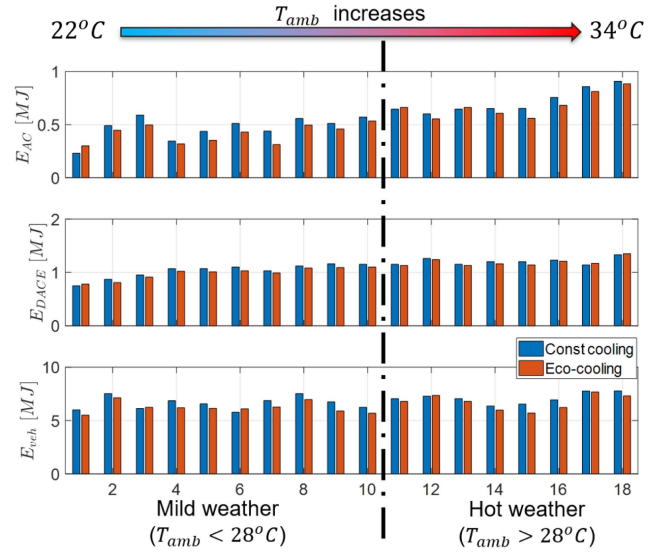 T_amb increases
22°C 34°C
E_AC [MJ]
1
0.5
0
E_DACE [MJ]
2
1
0
E_veh [MJ]
10
5
0
Const cooling
Eco-cooling
2 4 6 8 10 12 14 16 18
Mild weather Hot weather
(T_amb < 28°C) (T_amb > 28°C)